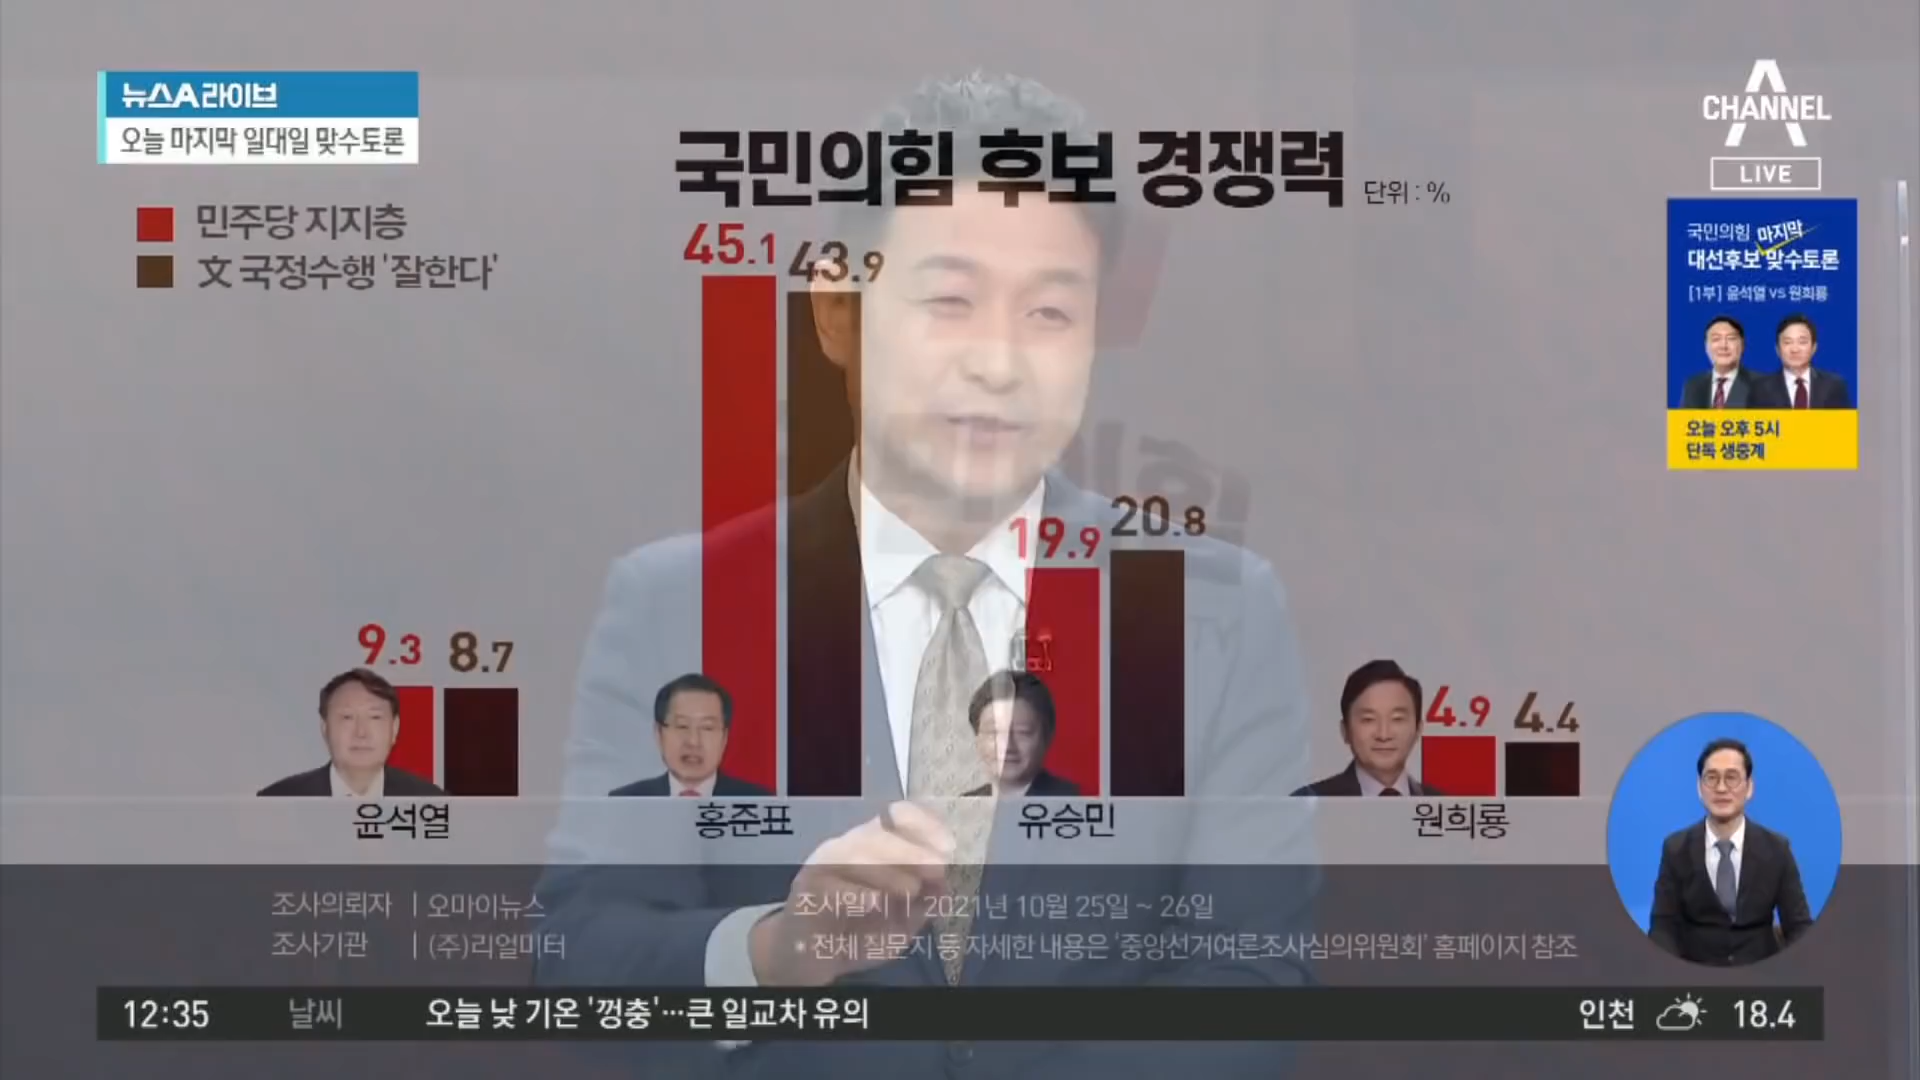 뉴스A 라이브
오늘 마지막 일대일 맞수토론
CHANNEL A
LIVE
국민의힘 후보 경쟁력 단위 : %
민주당 지지층
文 국정수행 '잘한다'
45.1
43.9
19.9
20.8
9.3
8.7
4.9
4.4
윤석열
홍준표
유승민
원희룡
국민의힘 마지막
대선후보 맞수토론
[1부] 윤석열 vs 원희룡
오늘 오후 5시
단독 생중계
조사의뢰자 | 오마이뉴스
조사일시 | 2021년 10월 25일 ~ 26일
조사기관 | (주)리얼미터
* 전체 질문지 등 자세한 내용은 '중앙선거여론조사심의위원회' 홈페이지 참조
12:35 날씨 오늘 낮 기온 '껑충'…큰 일교차 유의 인천 18.4